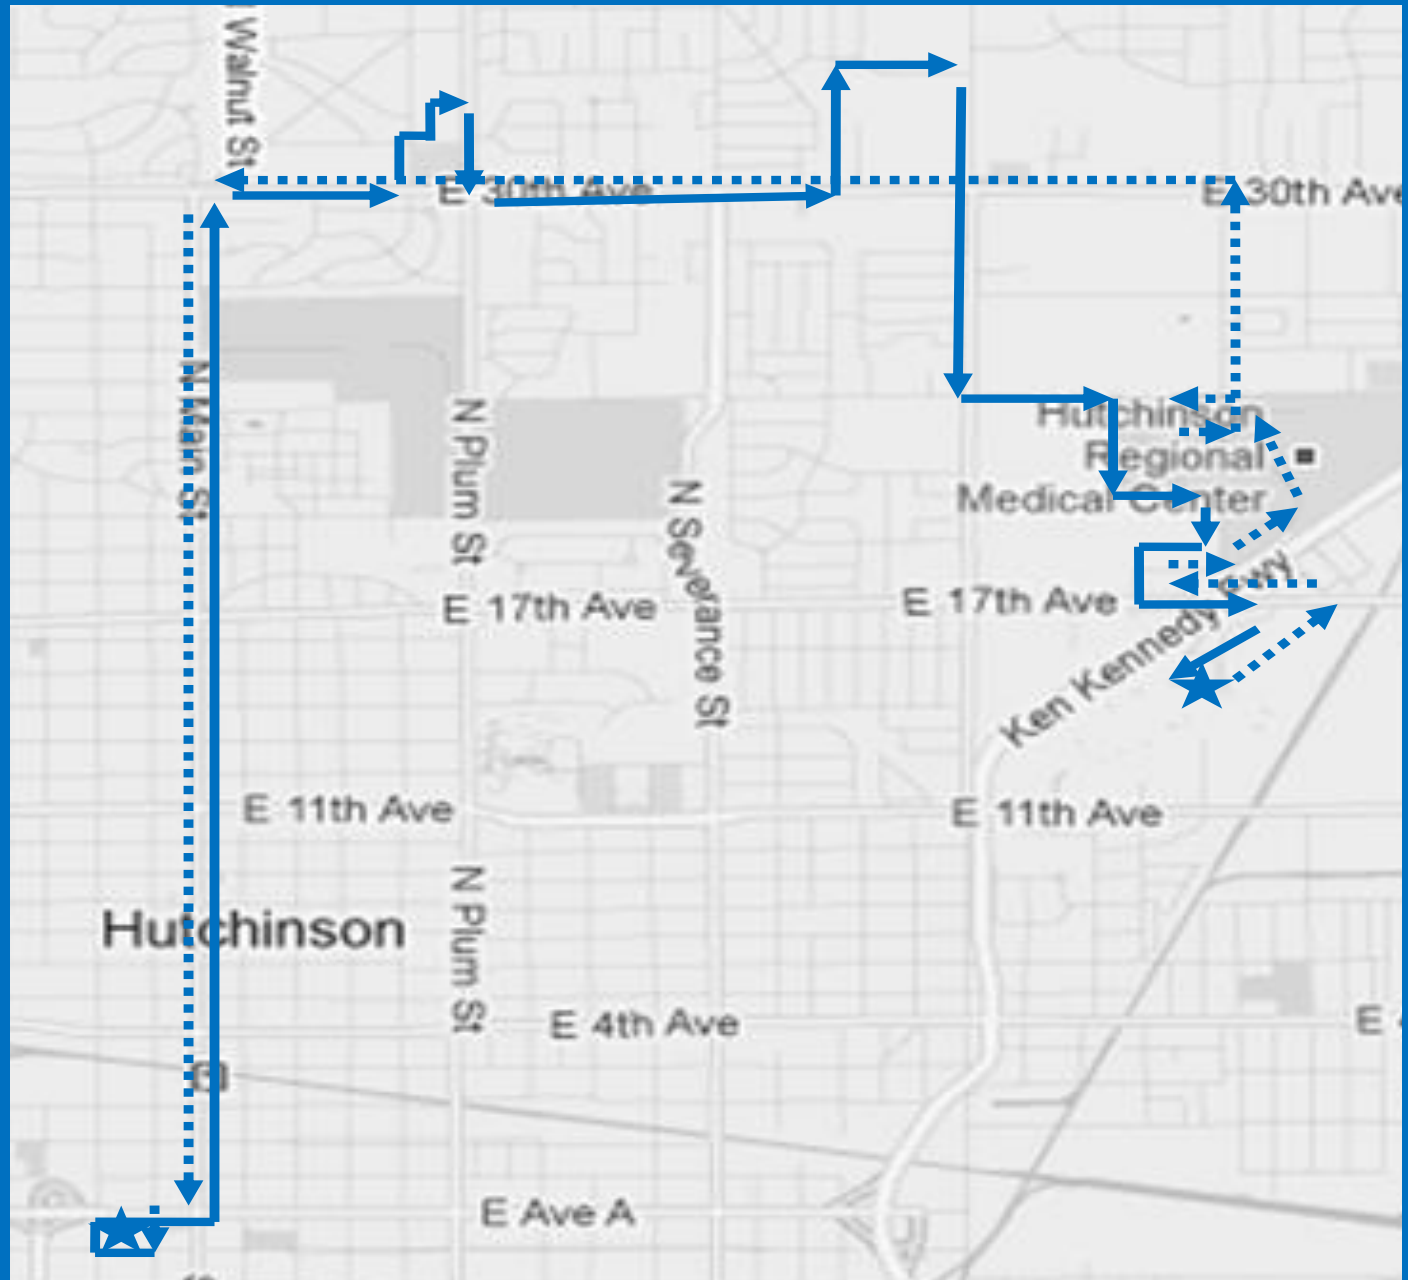 N Walnut St
E 30th Ave
E 30th Ave
N Main St
N Plum St
Hutchinson
Regional
Medical Center
N Severance St
E 17th Ave
E 17th Ave
Ken Kennedy Pwy
E 11th Ave
E 11th Ave
Hutchinson
N Plum St
E 4th Ave
E
E Ave A